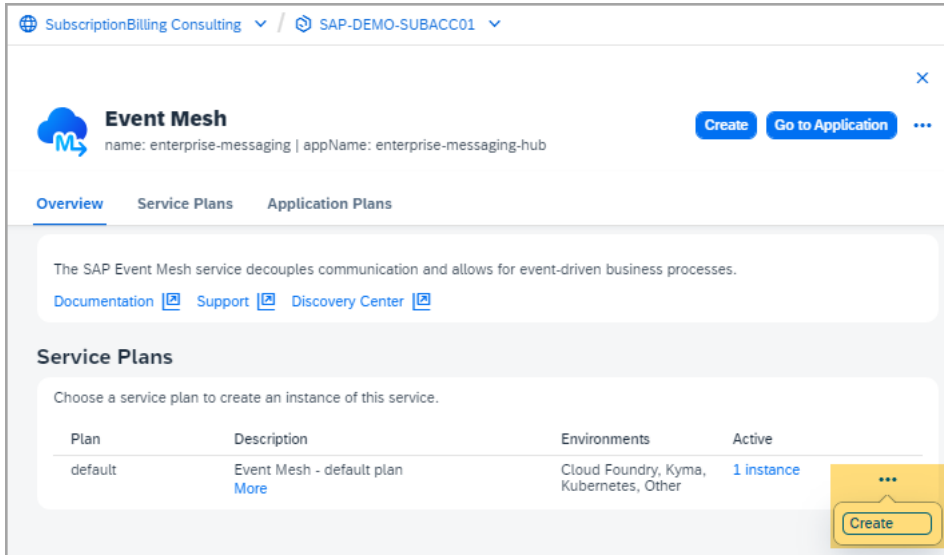 SubscriptionBilling Consulting / SAP-DEMO-SUBACC01
Event Mesh
Create Go to Application
name: enterprise-messaging | appName: enterprise-messaging-hub
Overview Service Plans Application Plans
The SAP Event Mesh service decouples communication and allows for event-driven business processes.
Documentation Support Discovery Center
Service Plans
Choose a service plan to create an instance of this service.
Plan Description Environments Active
default Event Mesh - default plan Cloud Foundry, Kyma, 1 instance
More Kubernetes, Other
Create